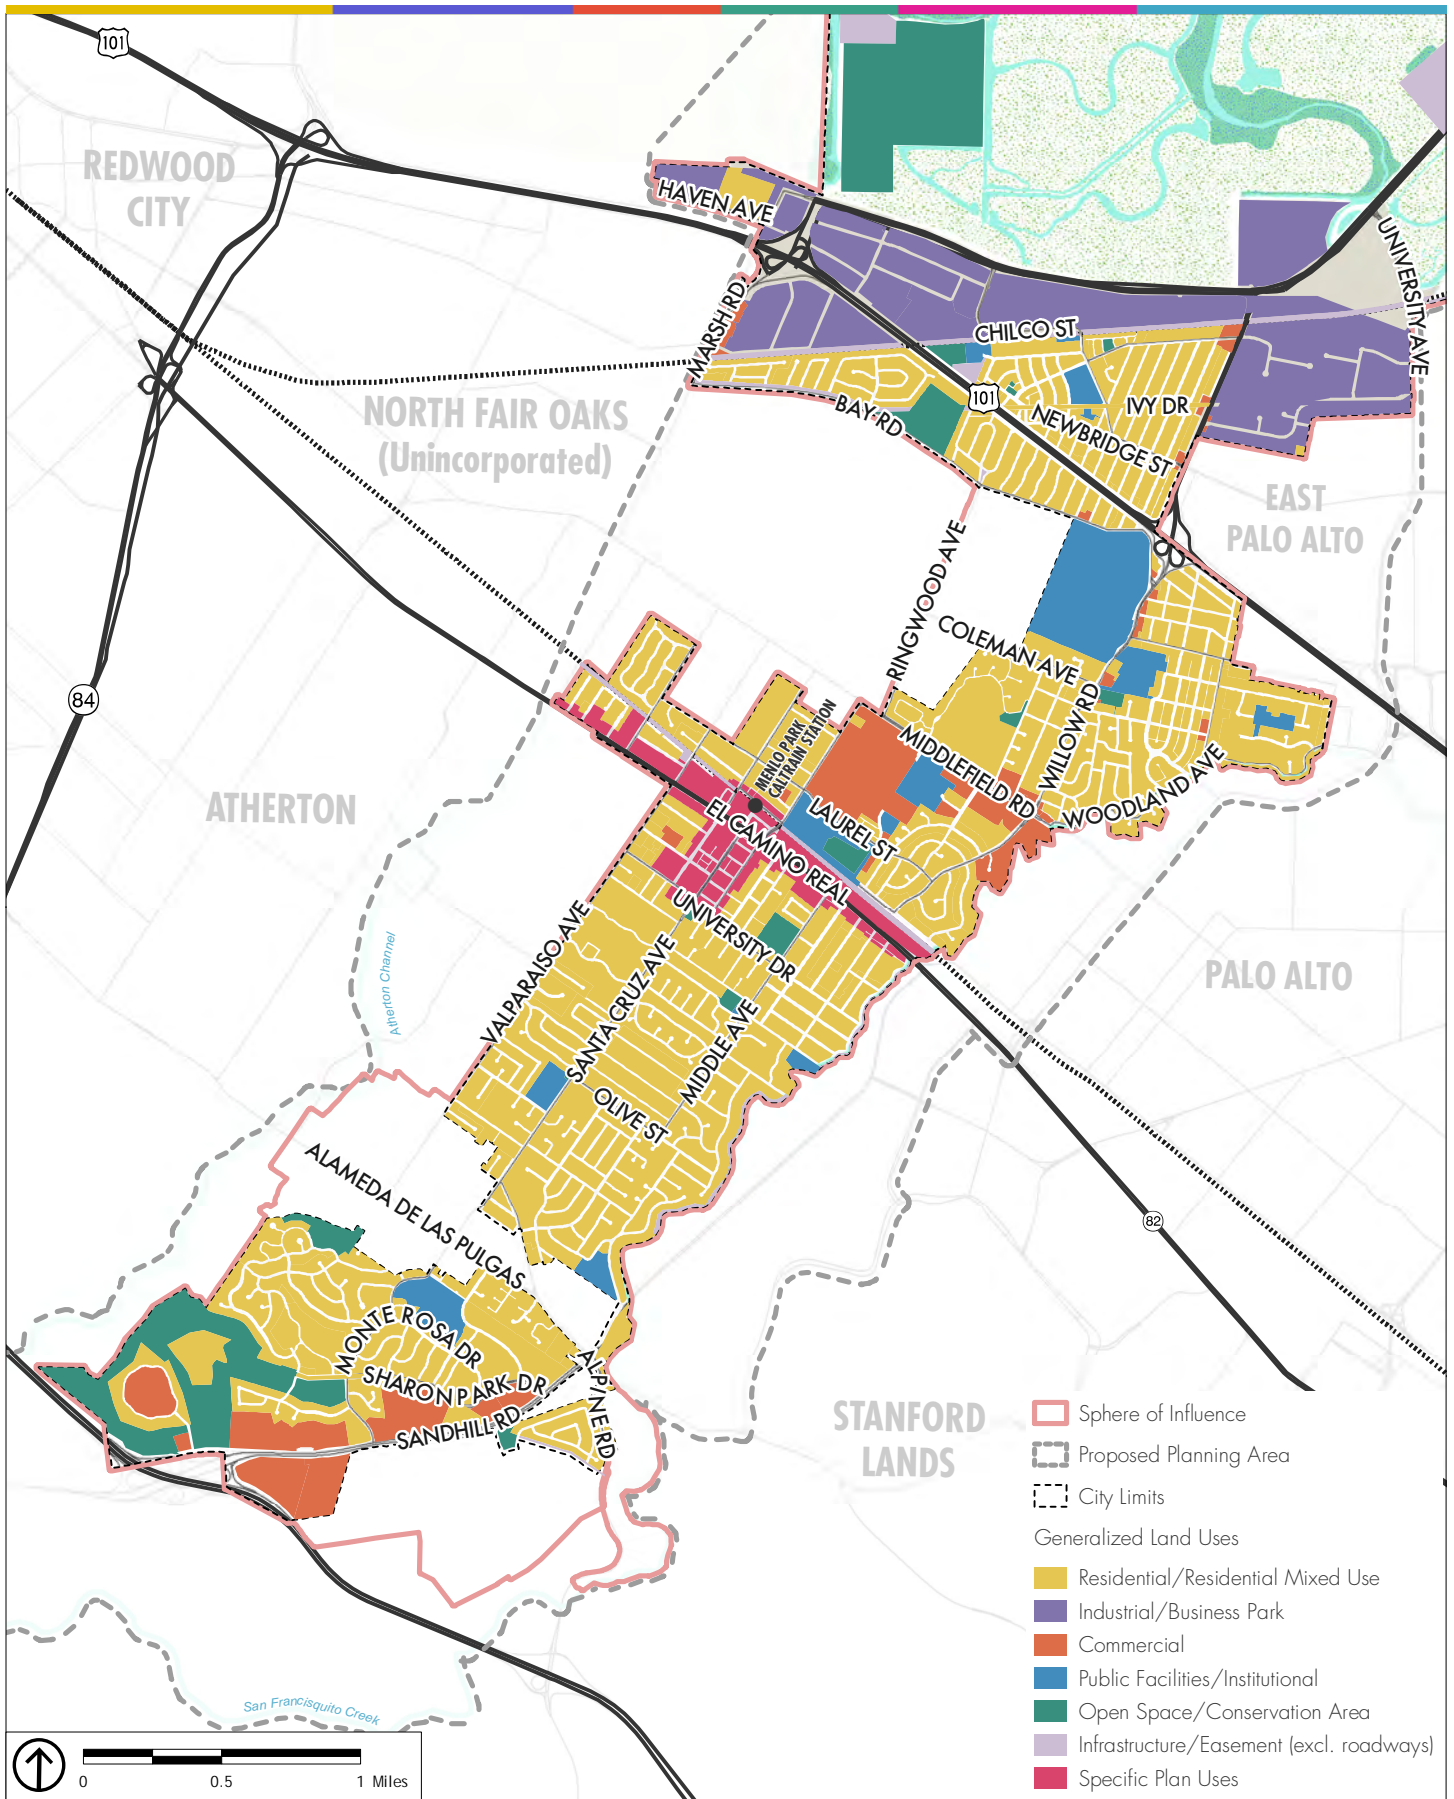 101
REDWOOD
CITY
HAVEN AVE
UNIVERSITY AVE
MARSH RD
CHILCO ST
101
IVY DR
NEWBRIDGE ST
BAY RD
NORTH FAIR OAKS
(Unincorporated)
EAST
PALO ALTO
RINGWOOD AVE
COLEMAN AVE
84
WILLOW RD
MENLO PARK
CALTRAIN STATION
MIDDLEFIELD RD
WOODLAND AVE
ATHERTON
LAUREL ST
EL CAMINO REAL
UNIVERSITY DR
VALPARAISO AVE
SANTA CRUZ AVE
MIDDLE AVE
PALO ALTO
Atherton Channel
OLIVE ST
ALAMEDA DE LAS PULGAS
82
MONTE ROSA DR
SHARON PARK DR
SANDHILL RD
ALPINE RD
STANFORD
LANDS
San Francisquito Creek
Sphere of Influence
Proposed Planning Area
City Limits
Generalized Land Uses
Residential/Residential Mixed Use
Industrial/Business Park
Commercial
Public Facilities/Institutional
Open Space/Conservation Area
Infrastructure/Easement (excl. roadways)
Specific Plan Uses
0 0.5 1 Miles